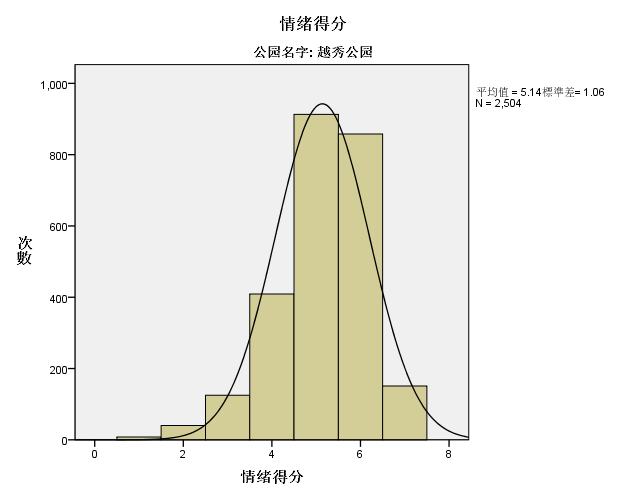 情绪得分
公园名字: 越秀公园
平均值 = 5.14標準差= 1.06
N = 2,504
1,000
800
600
400
200
0
次數
0 2 4 6 8
情绪得分